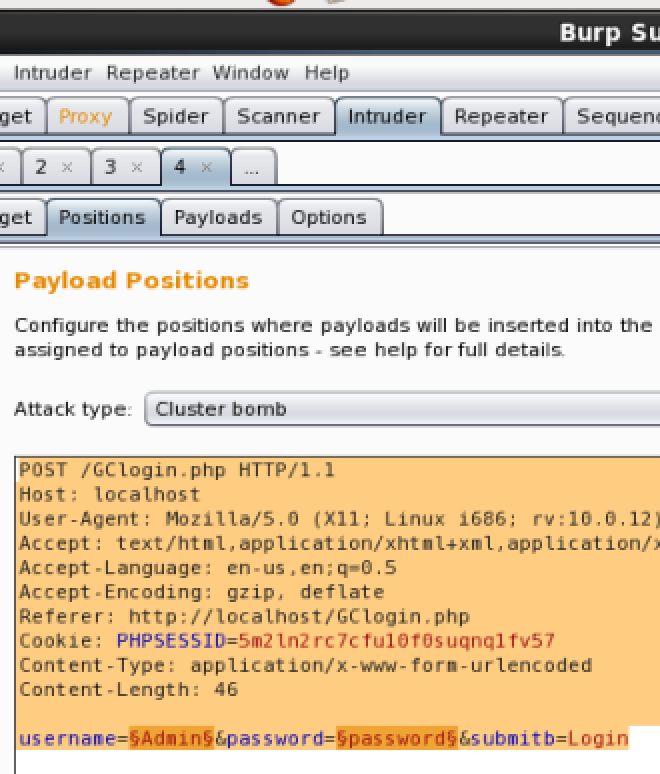 Burp Su
Intruder Repeater Window Help
get Proxy Spider Scanner Intruder Repeater Sequenc
× 2 × 3 × 4 × ...
get Positions Payloads Options
Payload Positions
Configure the positions where payloads will be inserted into the
assigned to payload positions - see help for full details.
Attack type: Cluster bomb
POST /GClogin.php HTTP/1.1
Host: localhost
User-Agent: Mozilla/5.0 (X11; Linux i686; rv:10.0.12)
Accept: text/html,application/xhtml+xml,application/x
Accept-Language: en-us,en;q=0.5
Accept-Encoding: gzip, deflate
Referer: http://localhost/GClogin.php
Cookie: PHPSESSID=5m2ln2rc7cfu10f0suqnq1fv57
Content-Type: application/x-www-form-urlencoded
Content-Length: 46
username=§Admin§&password=§password§&submitb=Login